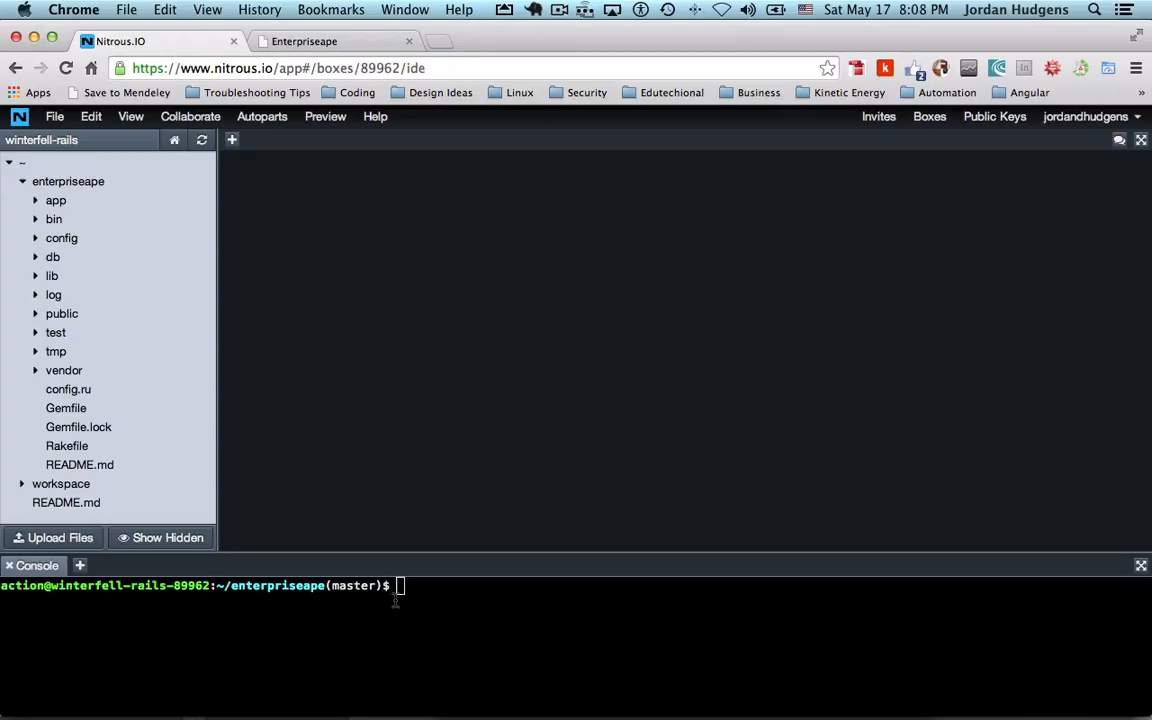 Chrome File Edit View History Bookmarks Window Help Sat May 17 8:08 PM Jordan Hudgens
Nitrous.IO Enterpriseape
https://www.nitrous.io/app#/boxes/89962/ide
Apps Save to Mendeley Troubleshooting Tips Coding Design Ideas Linux Security Edutechional Business Kinetic Energy Automation Angular »
N File Edit View Collaborate Autoparts Preview Help Invites Boxes Public Keys jordandhudgens
winterfell-rails
~
enterpriseape
app
bin
config
db
lib
log
public
test
tmp
vendor
config.ru
Gemfile
Gemfile.lock
Rakefile
README.md
workspace
README.md
Upload Files Show Hidden
Console
action@winterfell-rails-89962:~/enterpriseape(master)$